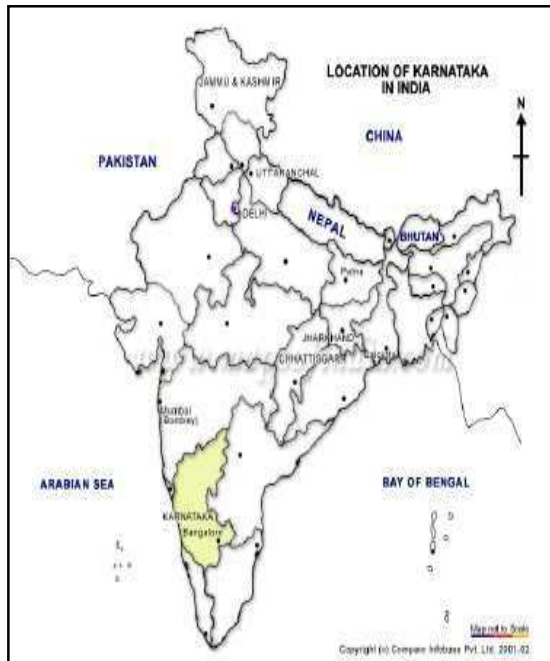 LOCATION OF KARNATAKA
IN INDIA
N
JAMMU & KASHMIR
CHINA
PAKISTAN
UTTARANCHAL
DELHI
NEPAL
BHUTAN
Patna
JHARKHAND
CHHATTISGARH
Mumbai
(Bombay)
ARABIAN SEA
BAY OF BENGAL
KARNATAKA
Bangalore
Map not to Scale
Copyright (c) Compare Infobase Pvt. Ltd. 2001-02